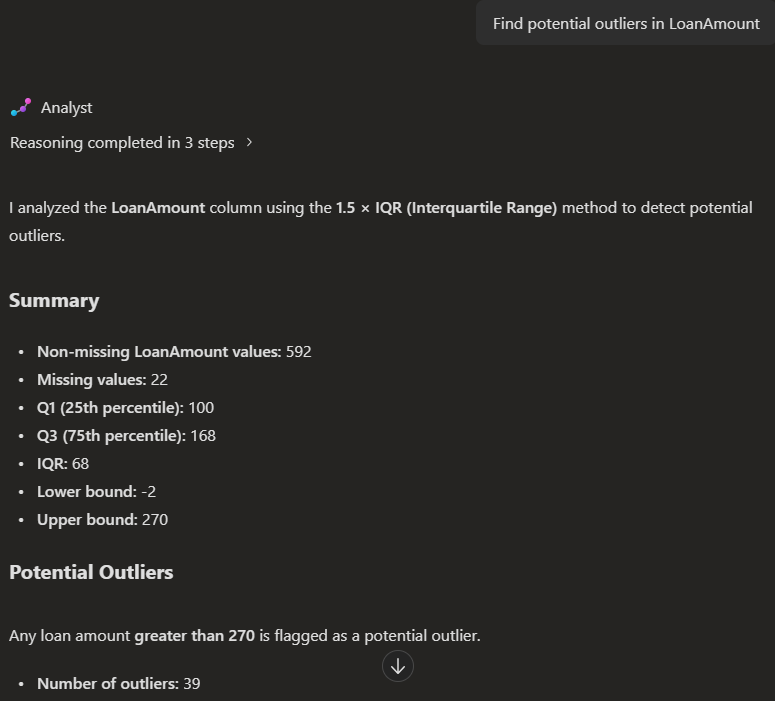 Find potential outliers in LoanAmount
Analyst
Reasoning completed in 3 steps
I analyzed the LoanAmount column using the 1.5 × IQR (Interquartile Range) method to detect potential
outliers.
Summary
• Non-missing LoanAmount values: 592
• Missing values: 22
• Q1 (25th percentile): 100
• Q3 (75th percentile): 168
• IQR: 68
• Lower bound: -2
• Upper bound: 270
Potential Outliers
Any loan amount greater than 270 is flagged as a potential outlier.
• Number of outliers: 39